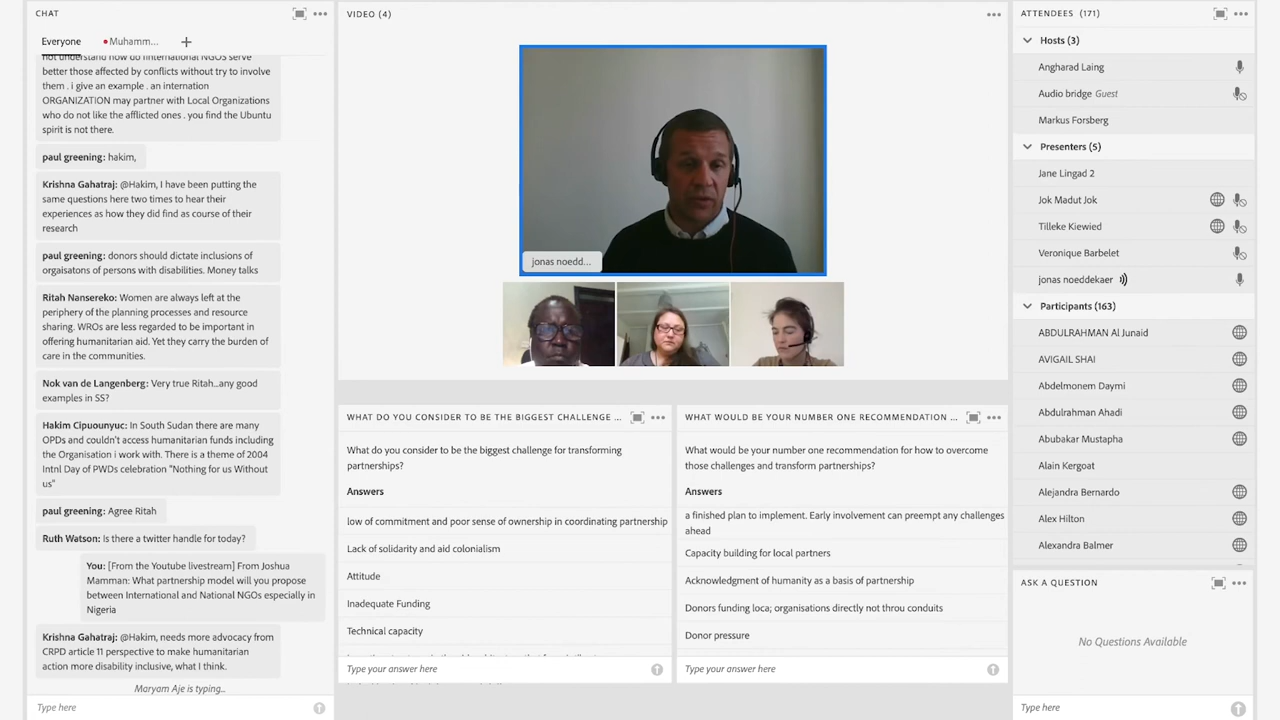 CHAT
Everyone
Muhamm...
not understand how do international NGOS serve
better those affected by conflicts without try to involve
them . i give an example . an internation
ORGANIZATION may partner with Local Organizations
who do not like the afflicted ones . you find the Ubuntu
spirit is not there.
paul greening: hakim,
Krishna Gahatraj: @Hakim, I have been putting the
same questions here two times to hear their
experiences as how they did find as course of their
research
paul greening: donors should dictate inclusions of
orgaisatons of persons with disabilities. Money talks
Ritah Nansereko: Women are always left at the
periphery of the planning processes and resource
sharing. WROs are less regarded to be important in
offering humanitarian aid. Yet they carry the burden of
care in the communities.
Nok van de Langenberg: Very true Ritah..any good
examples in SS?
Hakim Cipuounyuc: In South Sudan there are many
OPDs and couldn't access humanitarian funds including
the Organisation i work with. There is a theme of 2004
Intnl Day of PWDs celebration "Nothing for us Without
us"
paul greening: Agree Ritah
Ruth Watson: Is there a twitter handle for today?
You: [From the Youtube livestream] From Joshua
Mamman: What partnership model will you propose
between International and National NGOs especially in
Nigeria
Krishna Gahatraj: @Hakim, needs more advocacy from
CRPD article 11 perspective to make humanitarian
action more disability inclusive, what I think.
Maryam Aje is typing..
Type here
VIDEO (4)
jonas noedd...
WHAT DO YOU CONSIDER TO BE THE BIGGEST CHALLENGE ...
What do you consider to be the biggest challenge for transforming
partnerships?
Answers
low of commitment and poor sense of ownership in coordinating partnership
Lack of solidarity and aid colonialism
Attitude
Inadequate Funding
Technical capacity
Type your answer here
WHAT WOULD BE YOUR NUMBER ONE RECOMMENDATION ...
What would be your number one recommendation for how to overcome
those challenges and transform partnerships?
Answers
a finished plan to implement. Early involvement can preempt any challenges
ahead
Capacity building for local partners
Acknowledgment of humanity as a basis of partnership
Donors funding loca; organisations directly not throu conduits
Donor pressure
Type your answer here
ATTENDEES (171)
Hosts (3)
Angharad Laing
Audio bridge Guest
Markus Forsberg
Presenters (5)
Jane Lingad 2
Jok Madut Jok
Tilleke Kiewied
Veronique Barbelet
jonas noeddekaer
Participants (163)
ABDULRAHMAN Al Junaid
AVIGAIL SHAI
Abdelmonem Daymi
Abdulrahman Ahadi
Abubakar Mustapha
Alain Kergoat
Alejandra Bernardo
Alex Hilton
Alexandra Balmer
ASK A QUESTION
No Questions Available
Type here